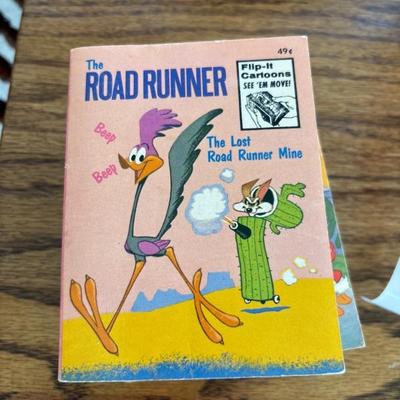 49¢
The
ROAD RUNNER
Flip-It
Cartoons
SEE 'EM MOVE!
Beep
Beep
The Lost
Road Runner Mine